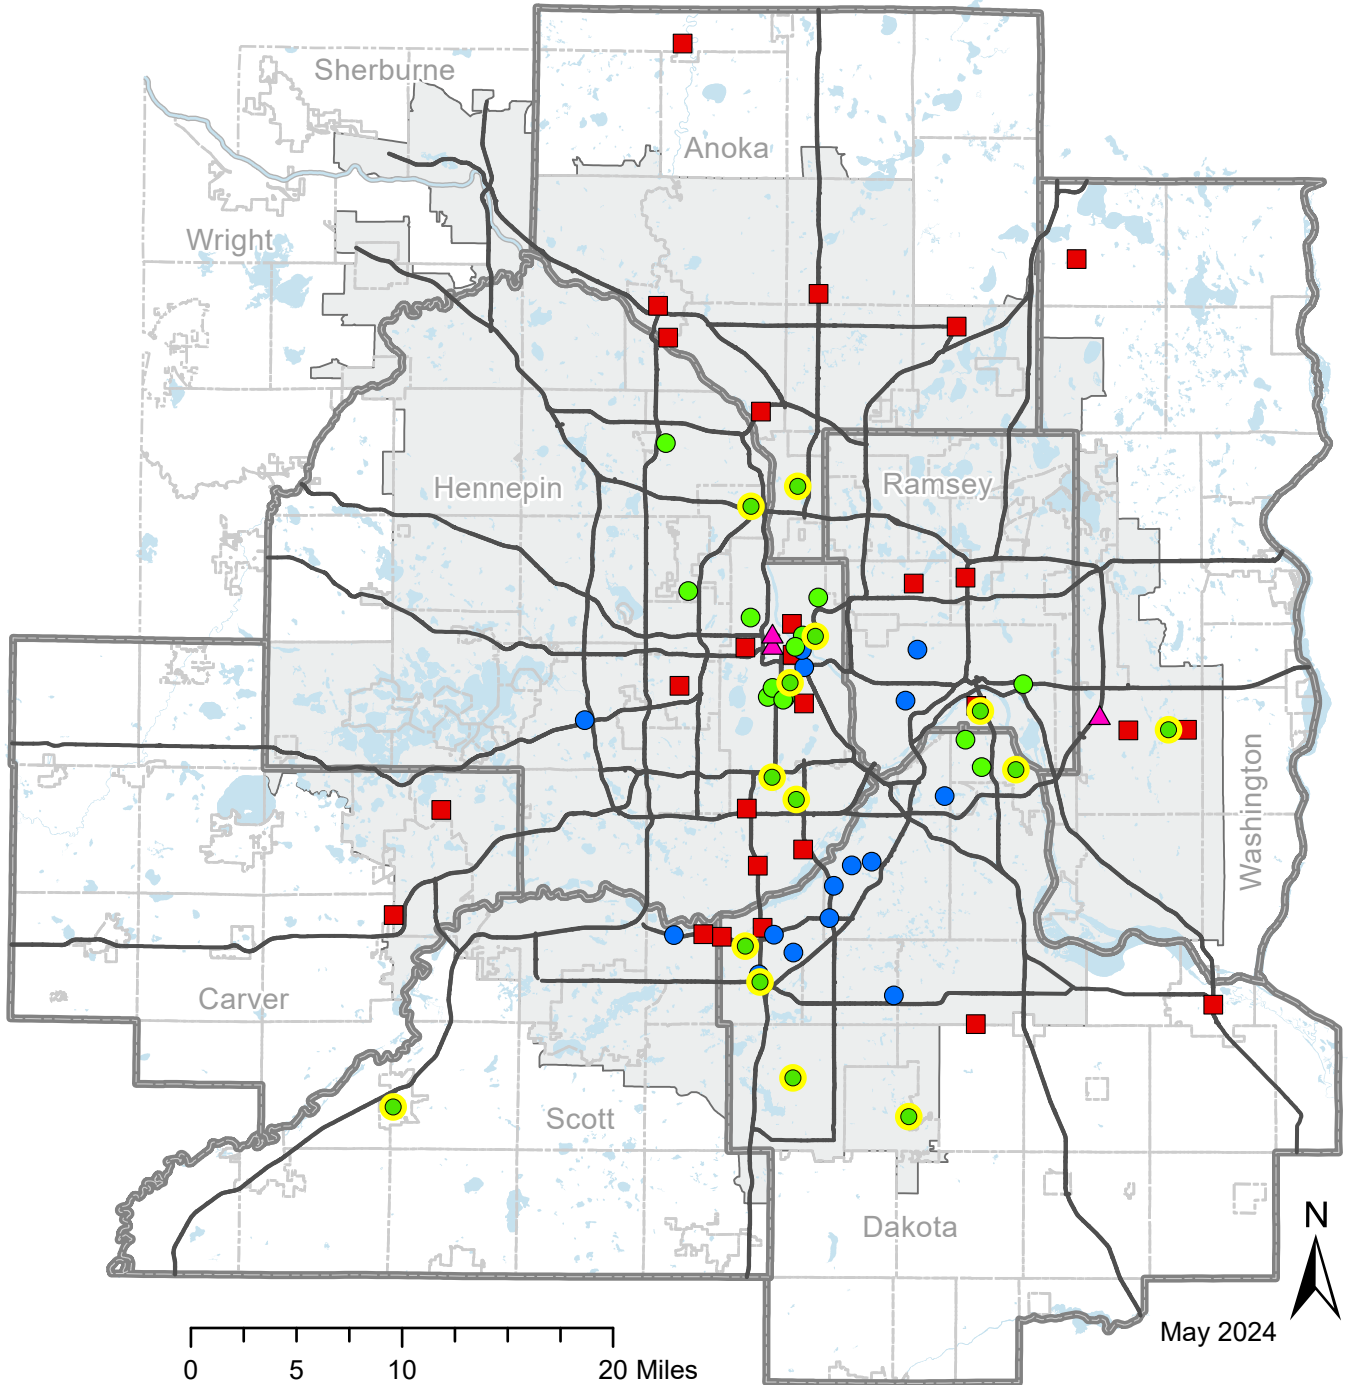 Sherburne
Anoka
Wright
Hennepin
Ramsey
Washington
Carver
Scott
Dakota
N
May 2024
0 5 10 20 Miles